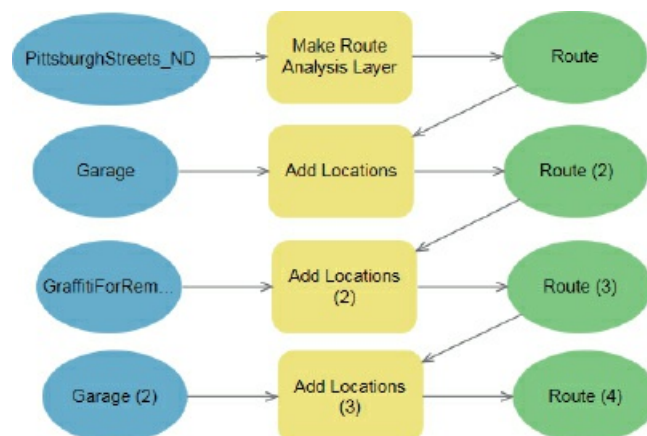 PittsburghStreets_ND
Make Route
Analysis Layer
Route
Garage
Add Locations
Route (2)
GraffitiForRem...
Add Locations
(2)
Route (3)
Garage (2)
Add Locations
(3)
Route (4)